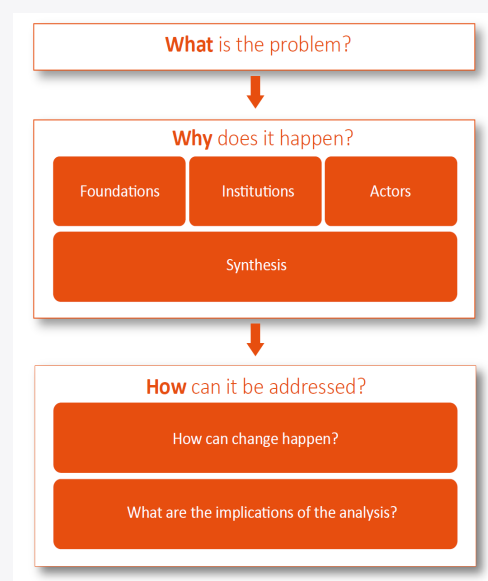 What is the problem?
Why does it happen?
Foundations
Institutions
Actors
Synthesis
How can it be addressed?
How can change happen?
What are the implications of the analysis?